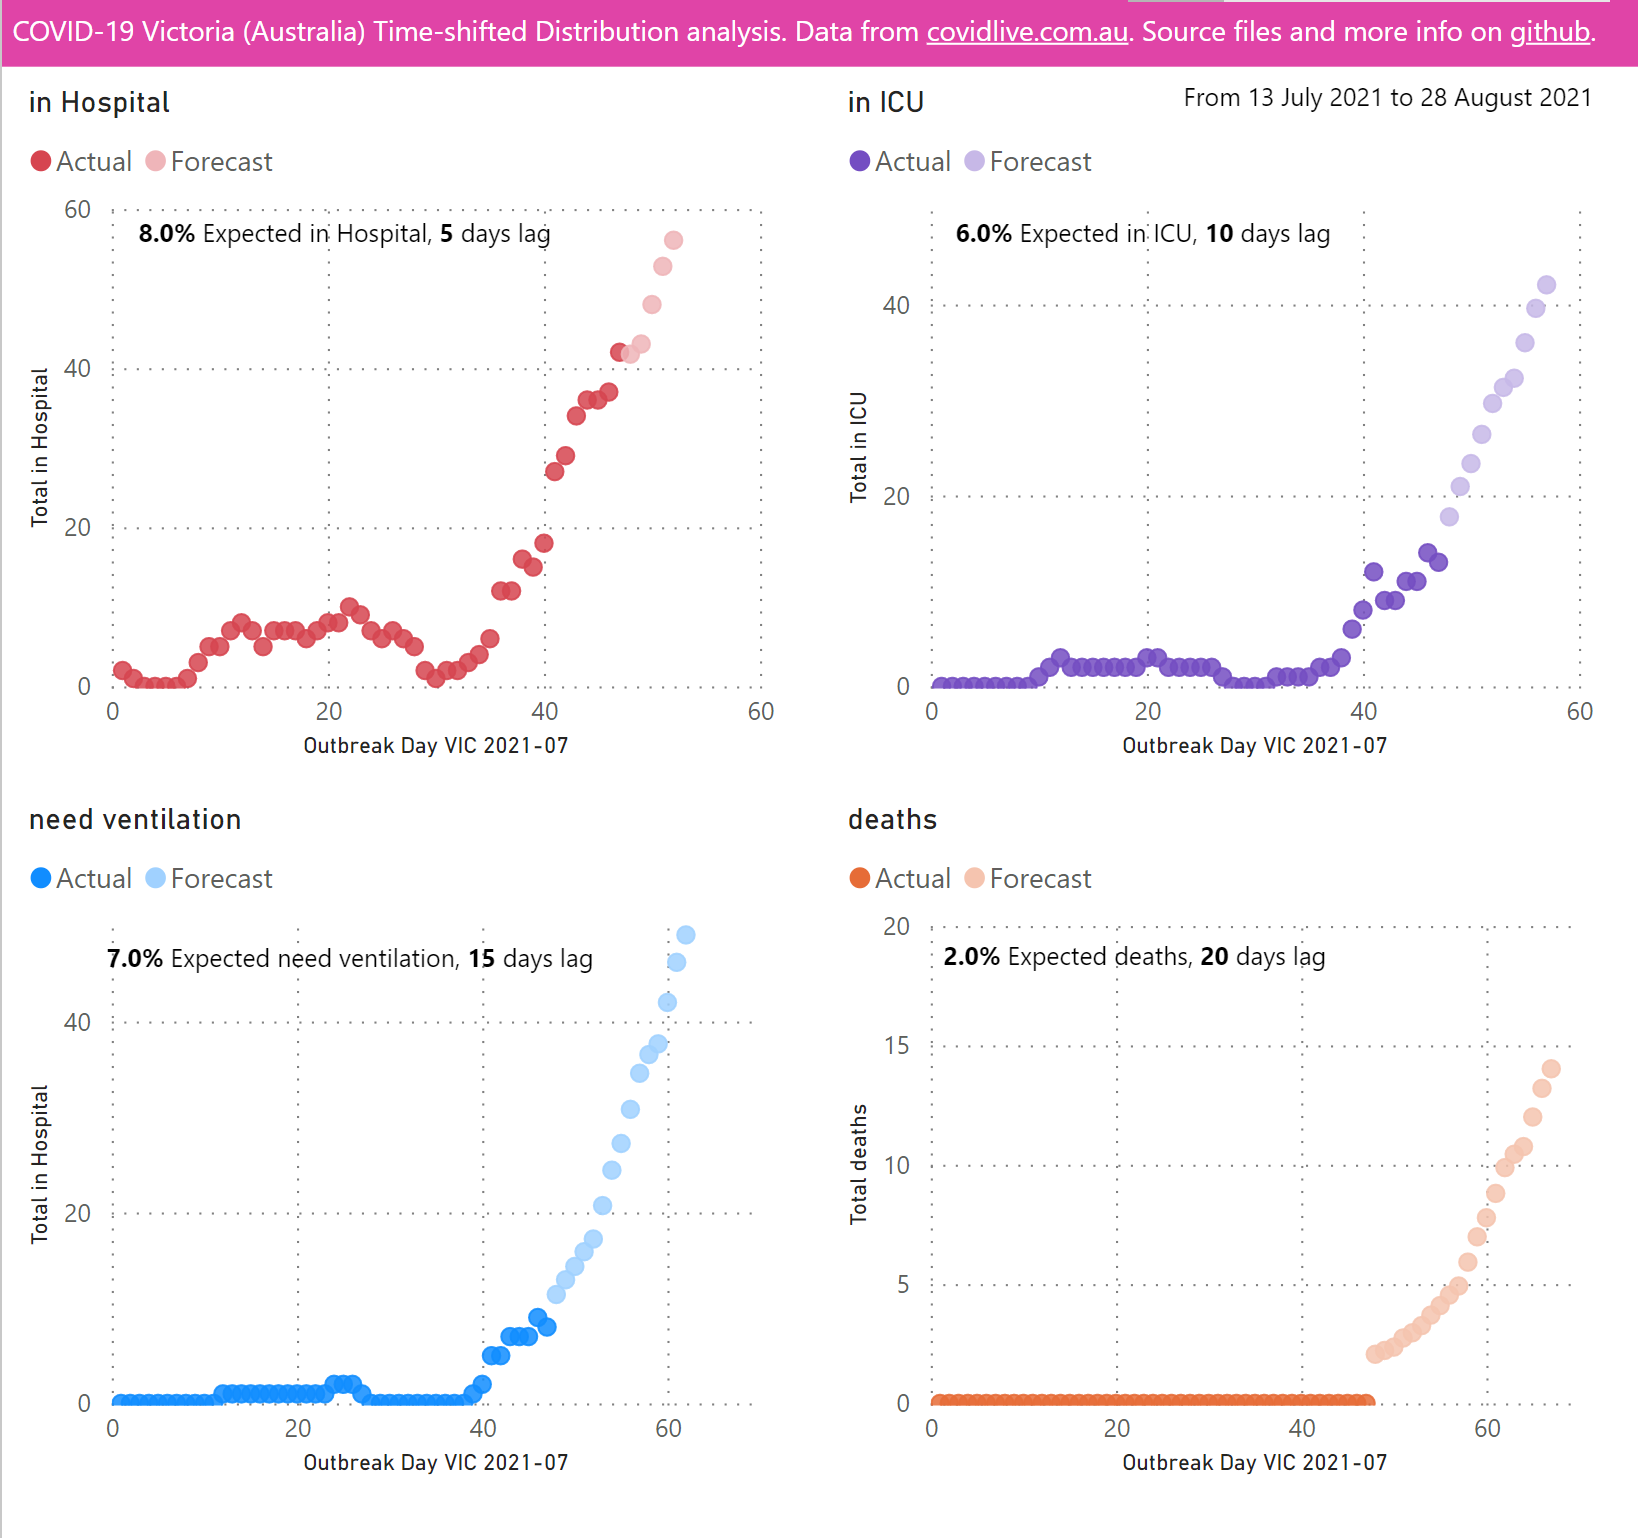 COVID-19 Victoria (Australia) Time-shifted Distribution analysis. Data from covidlive.com.au. Source files and more info on github.
in Hospital
Actual Forecast
8.0% Expected in Hospital, 5 days lag
60
40
20
0
Total in Hospital
0 20 40 60
Outbreak Day VIC 2021-07
in ICU
From 13 July 2021 to 28 August 2021
Actual Forecast
6.0% Expected in ICU, 10 days lag
40
20
0
Total in ICU
0 20 40 60
Outbreak Day VIC 2021-07
need ventilation
Actual Forecast
7.0% Expected need ventilation, 15 days lag
40
20
0
Total in Hospital
0 20 40 60
Outbreak Day VIC 2021-07
deaths
Actual Forecast
20
2.0% Expected deaths, 20 days lag
15
10
5
0
Total deaths
0 20 40 60
Outbreak Day VIC 2021-07